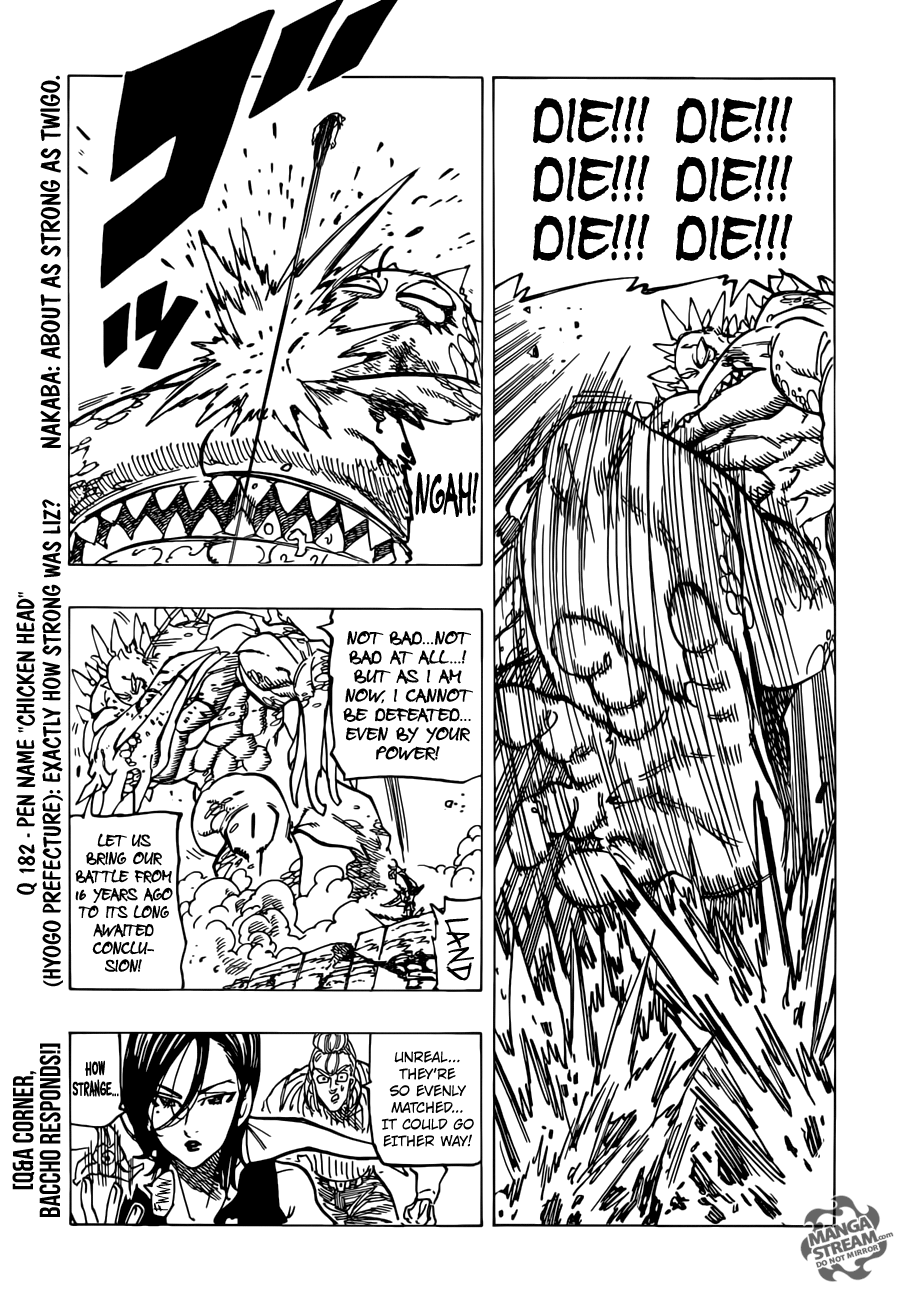 DIE!!! DIE!!!
DIE!!! DIE!!!
DIE!!! DIE!!!
ゴッ
NGAH!
NOT BAD...NOT
BAD AT ALL...!
BUT AS I AM
NOW, I CANNOT
BE DEFEATED...
EVEN BY YOUR
POWER!
LET US
BRING OUR
BATTLE FROM
16 YEARS AGO
TO ITS LONG
AWAITED
CONCLU-
SION!
LAND
UNREAL...
THEY'RE
SO EVENLY
MATCHED...
IT COULD GO
EITHER WAY!
HOW
STRANGE...
FWM
[Q&A CORNER,
BACCHO RESPONDS!]
Q 182 - PEN NAME "CHICKEN HEAD"
(HYOGO PREFECTURE): EXACTLY HOW STRONG WAS LIZ? NAKABA: ABOUT AS STRONG AS TWIGO.
MANGA
STREAM.com
DO NOT MIRROR